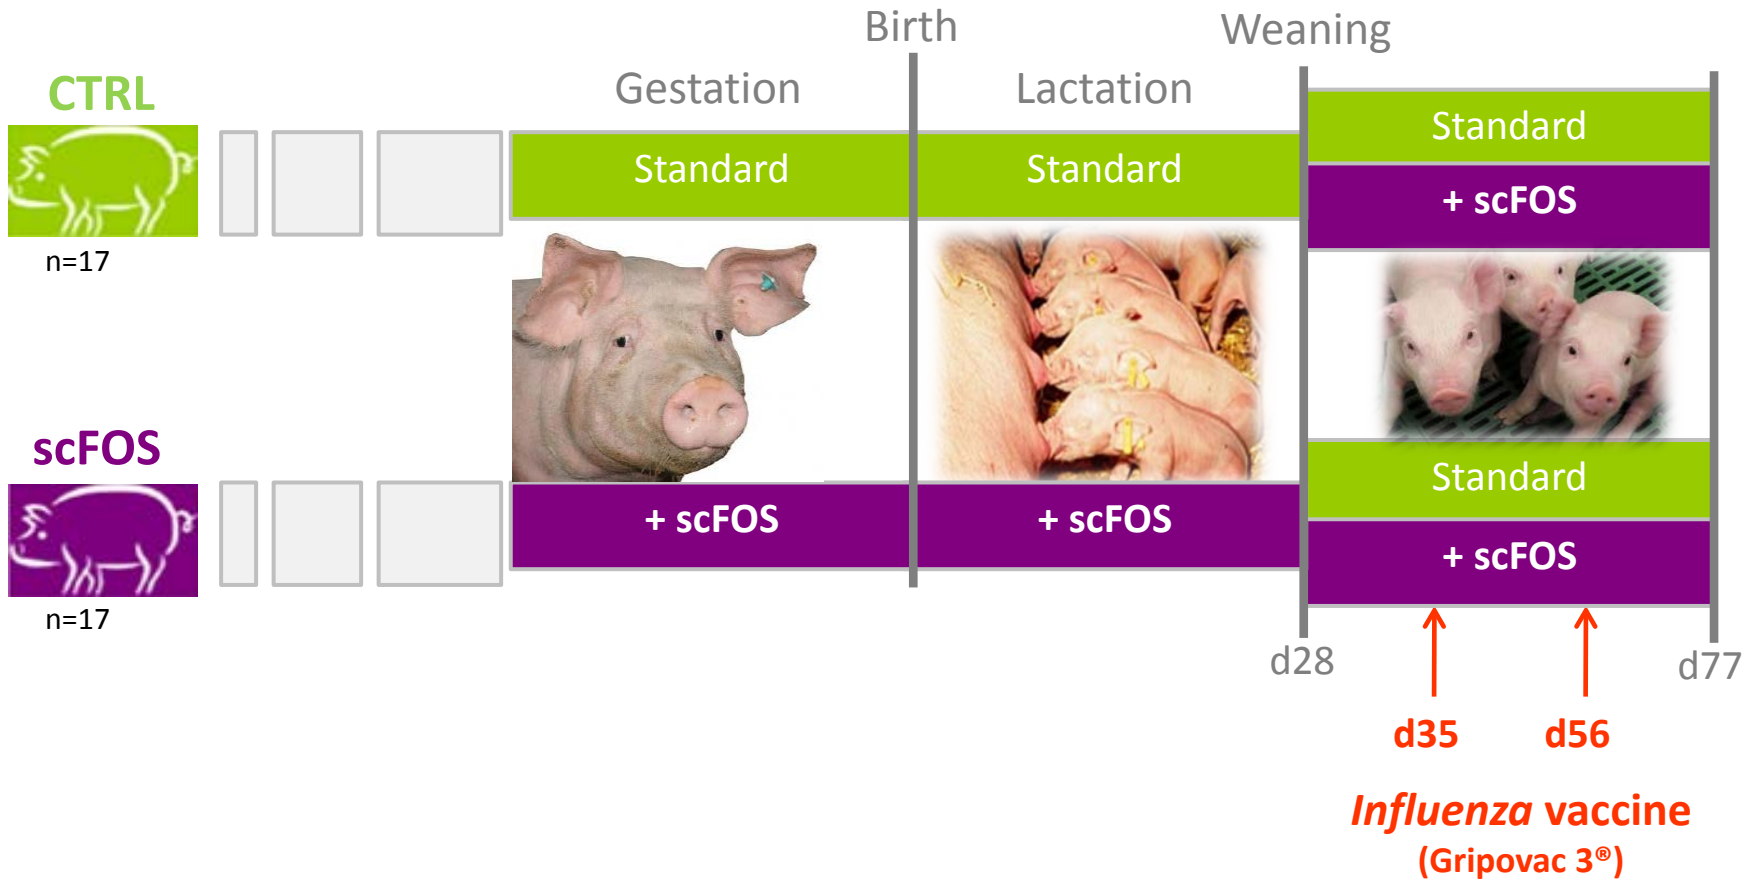 Birth
Weaning
CTRL
Gestation
Lactation
Standard
Standard
Standard
+ scFOS
n=17
scFOS
+ scFOS
+ scFOS
Standard
+ scFOS
n=17
d28
d77
d35
d56
Influenza vaccine
(Gripovac 3®)